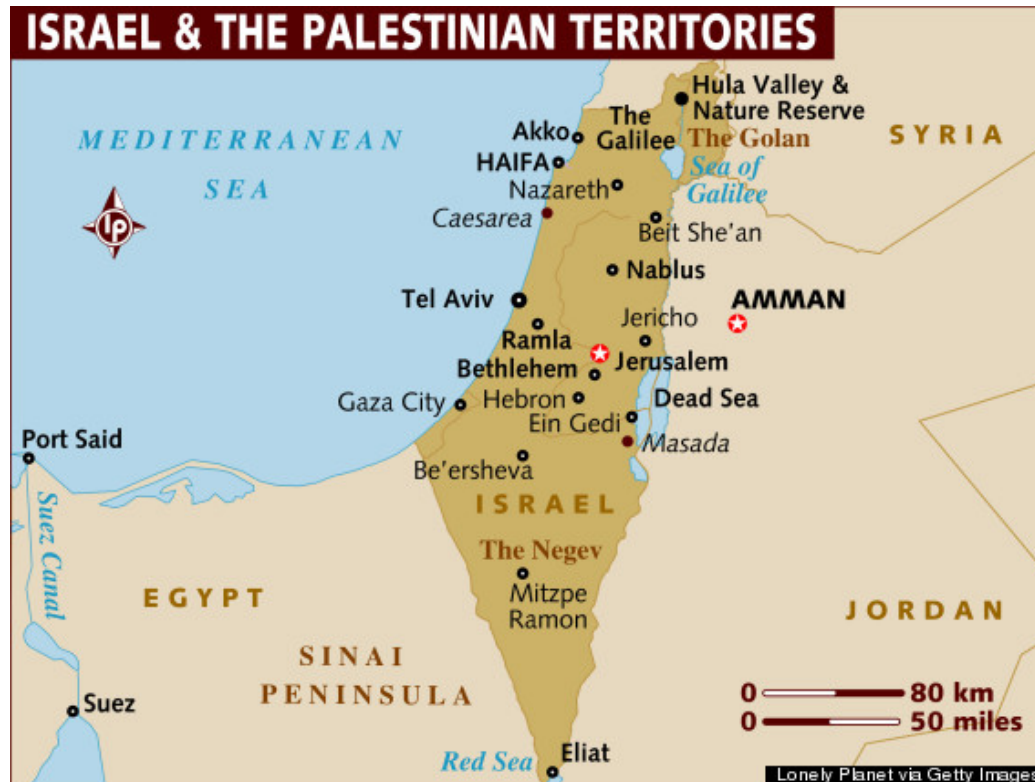 ISRAEL & THE PALESTINIAN TERRITORIES
Hula Valley &
Nature Reserve
MEDITERRANEAN
SEA
Akko
The
Galilee
The Golan
SYRIA
HAIFA
Sea of
Galilee
Nazareth
lp
Caesarea
Beit She'an
Nablus
Tel Aviv
AMMAN
Jericho
Ramla
Jerusalem
Bethlehem
Gaza City
Hebron
Dead Sea
Ein Gedi
Port Said
Masada
Be'ersheva
Suez Canal
ISRAEL
The Negev
EGYPT
Mitzpe
Ramon
JORDAN
SINAI
PENINSULA
0 80 km
0 50 miles
Suez
Red Sea
Eliat
Lonely Planet via Getty Images